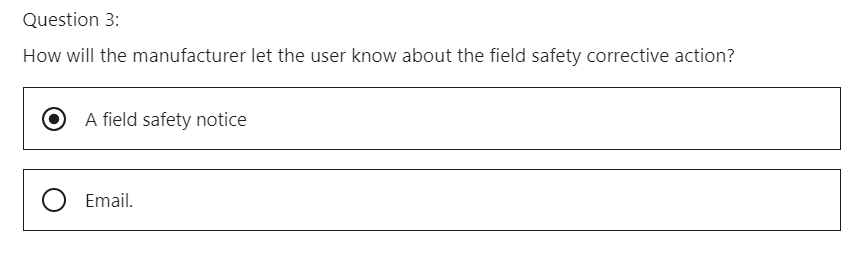 Question 3:
How will the manufacturer let the user know about the field safety corrective action?
A field safety notice
Email.